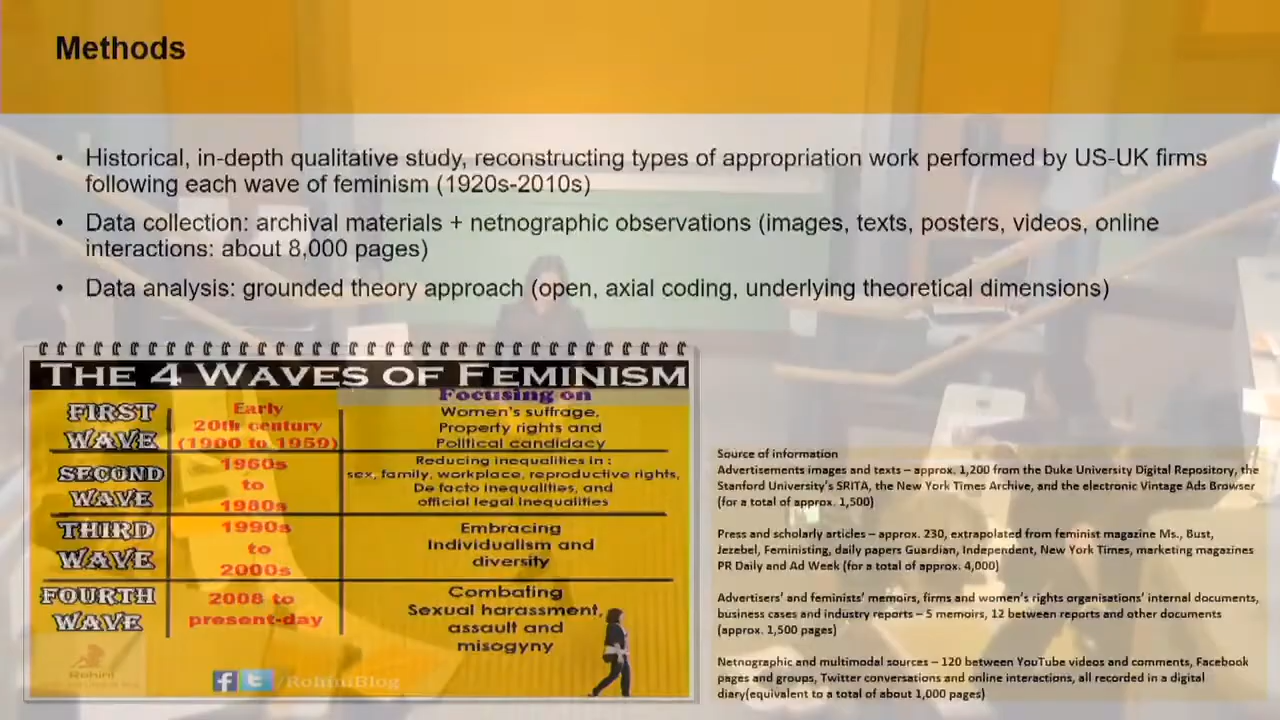 Methods
• Historical, in-depth qualitative study, reconstructing types of appropriation work performed by US-UK firms
following each wave of feminism (1920s-2010s)
• Data collection: archival materials + netnographic observations (images, texts, posters, videos, online
interactions: about 8,000 pages)
• Data analysis: grounded theory approach (open, axial coding, underlying theoretical dimensions)
THE 4 WAVES OF FEMINISM
Focusing on
FIRST
WAVE
Early
20th century
(1900 to 1959)
Women's suffrage,
Property rights and
Political candidacy
SECOND
WAVE
1960s
to
1980s
Reducing inequalities in :
sex, family, workplace, reproductive rights,
De facto inequalities, and
official legal inequalities
THIRD
WAVE
1990s
to
2000s
Embracing
Individualism and
diversity
FOURTH
WAVE
2008 to
present-day
Combating
Sexual harassment,
assault and
misogyny
Rohini
/RohiniBlog
Source of information
Advertisements images and texts – approx. 1,200 from the Duke University Digital Repository, the
Stanford University's SRITA, the New York Times Archive, and the electronic Vintage Ads Browser
(for a total of approx. 1,500)
Press and scholarly articles – approx. 230, extrapolated from feminist magazine Ms., Bust,
Jezebel, Feministing, daily papers Guardian, Independent, New York Times, marketing magazines
PR Daily and Ad Week (for a total of approx. 4,000)
Advertisers' and feminists' memoirs, firms and women's rights organisations' internal documents,
business cases and industry reports – 5 memoirs, 12 between reports and other documents
(approx. 1,500 pages)
Netnographic and multimodal sources – 120 between YouTube videos and comments, Facebook
pages and groups, Twitter conversations and online interactions, all recorded in a digital
diary(equivalent to a total of about 1,000 pages)